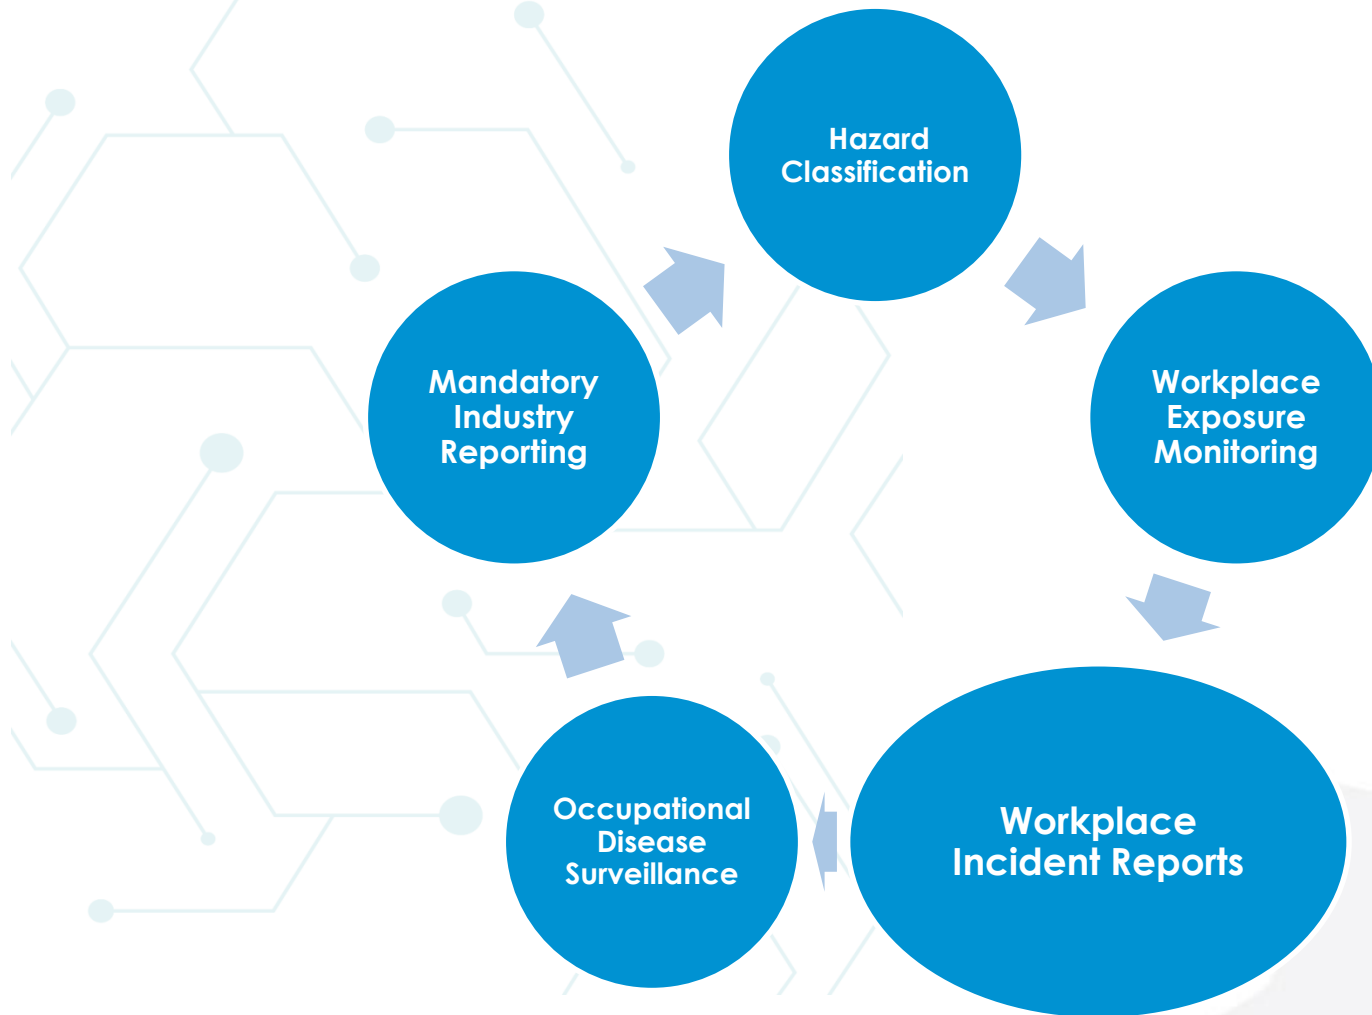 Hazard
Classification
Workplace
Exposure
Monitoring
Workplace
Incident Reports
Occupational
Disease
Surveillance
Mandatory
Industry
Reporting